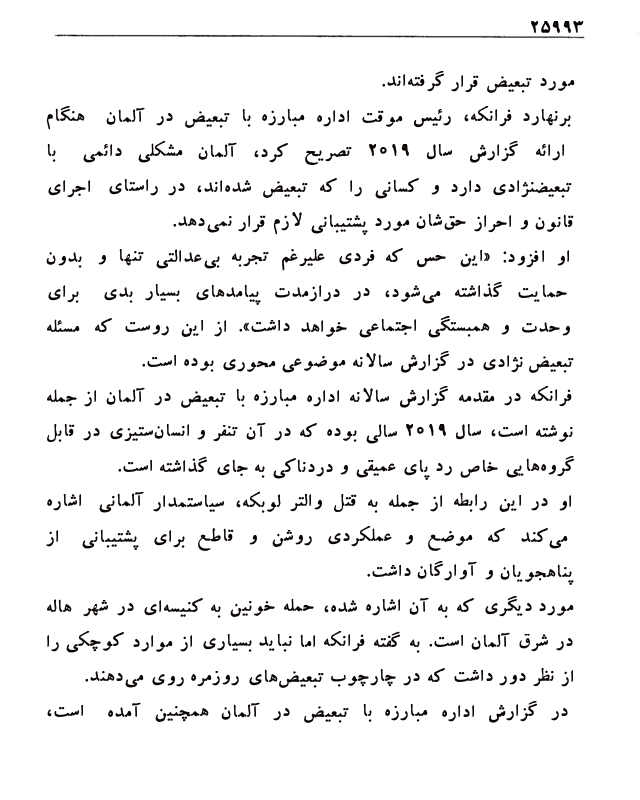 ۲۵۹۹۳
مورد تبعیض قرار گرفته‌اند.
برنهارد فرانکه، رئیس موقت اداره مبارزه با تبعیض در آلمان هنگام
ارائه گزارش سال ۲۰۱۹ تصریح کرد، آلمان مشکلی دائمی با
تبعیض‌نژادی دارد و کسانی را که تبعیض شده‌اند، در راستای اجرای
قانون و احراز حق‌شان مورد پشتیبانی لازم قرار نمی‌دهد.
او افزود: «این حس که فردی علیرغم تجربه بی‌عدالتی تنها و بدون
حمایت گذاشته می‌شود، در درازمدت پیامدهای بسیار بدی برای
وحدت و همبستگی اجتماعی خواهد داشت». از این روست که مسئله
تبعیض نژادی در گزارش سالانه موضوعی محوری بوده است.
فرانکه در مقدمه گزارش سالانه اداره مبارزه با تبعیض در آلمان از جمله
نوشته است، سال ۲۰۱۹ سالی بوده که در آن تنفر و انسان‌ستیزی در قابل
گروه‌هایی خاص رد پای عمیقی و دردناکی به جای گذاشته است.
او در این رابطه از جمله به قتل والتر لوبکه، سیاستمدار آلمانی اشاره
می‌کند که موضع و عملکردی روشن و قاطع برای پشتیبانی از
پناهجویان و آوارگان داشت.
مورد دیگری که به آن اشاره شده، حمله خونین به کنیسه‌ای در شهر هاله
در شرق آلمان است. به گفته فرانکه اما نباید بسیاری از موارد کوچکی را
از نظر دور داشت که در چارچوب تبعیض‌های روزمره روی می‌دهند.
در گزارش اداره مبارزه با تبعیض در آلمان همچنین آمده است،